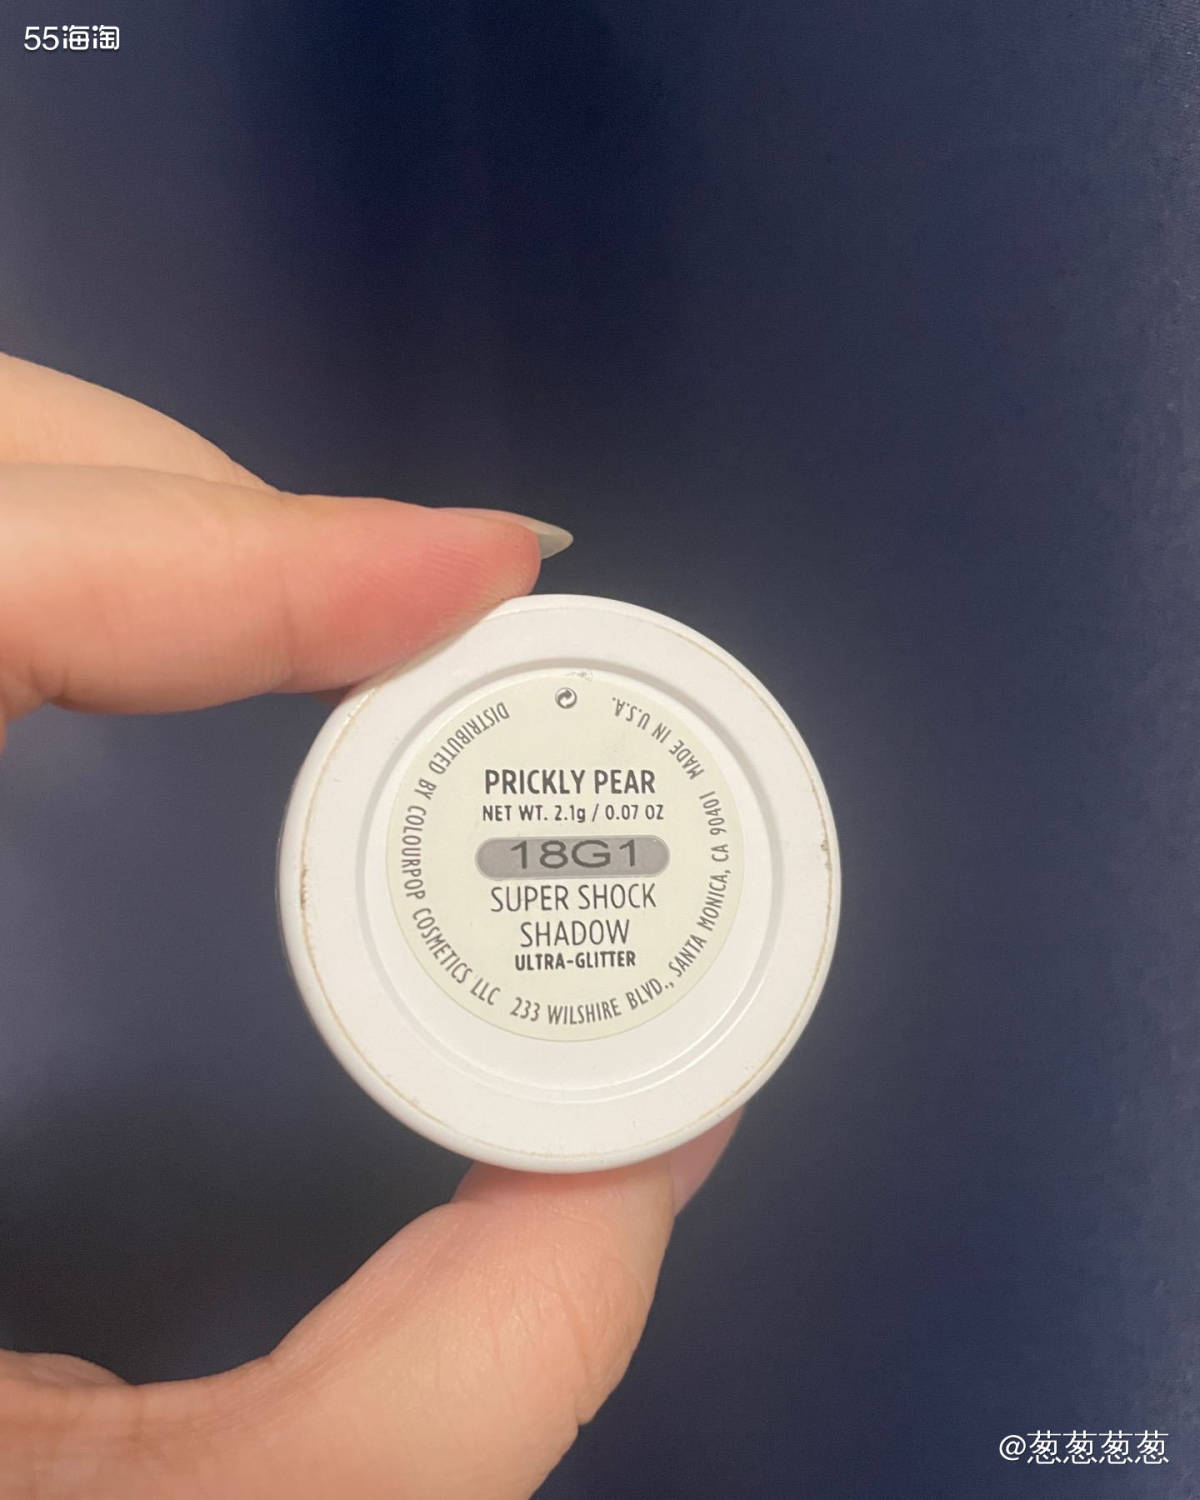 55海淘
PRICKLY PEAR
NET WT. 2.1g / 0.07 OZ
18G1
SUPER SHOCK
SHADOW
ULTRA-GLITTER
DISTRIBUTED BY COLOURPOP COSMETICS LLC 233 WILSHIRE BLVD., SANTA MONICA, CA 90401 MADE IN U.S.A.
@葱葱葱葱